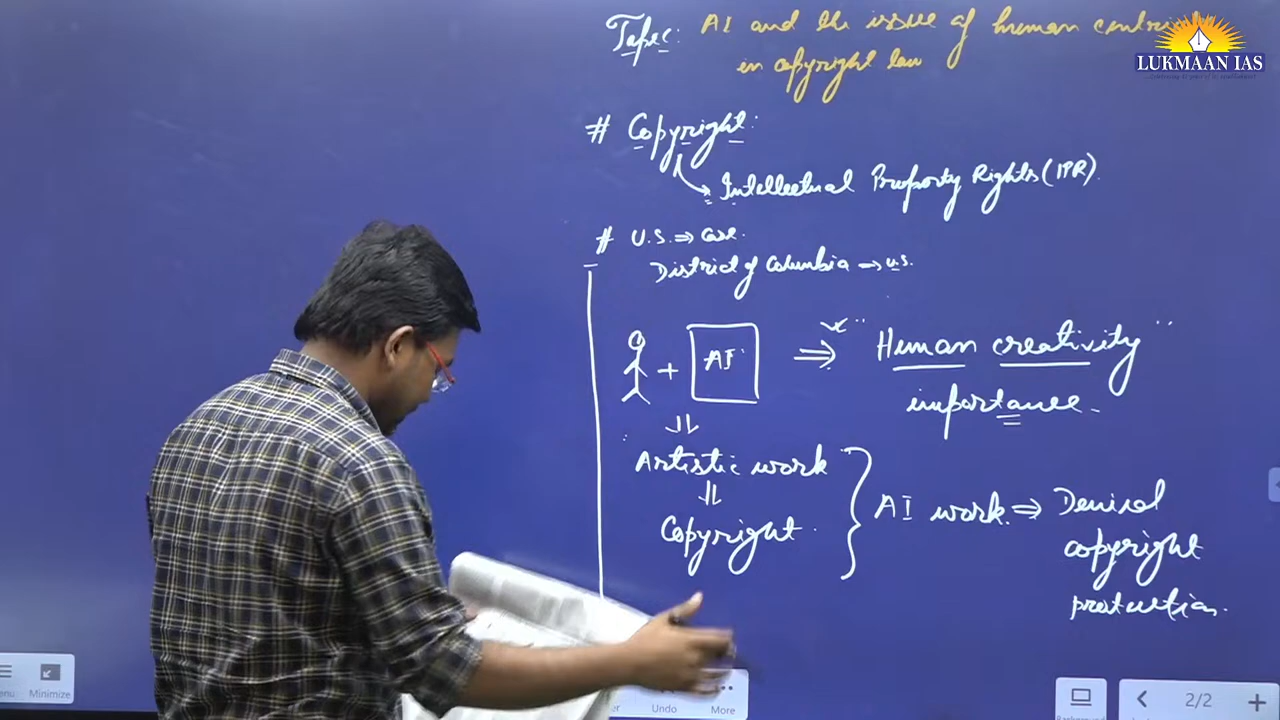 Topic: AI and the issue of human
in copyright law
LUKMAAN IAS
# Copyright:
Intellectual Property Rights (IPR).
# U.S. ⇒ Case.
District of Columbia → U.S.
+ AI ⇒ "Human creativity"
importance.
Artistic work
Copyright.
AI work. ⇒ Denial
copyright
protection.
Minimize
Undo
More
2/2